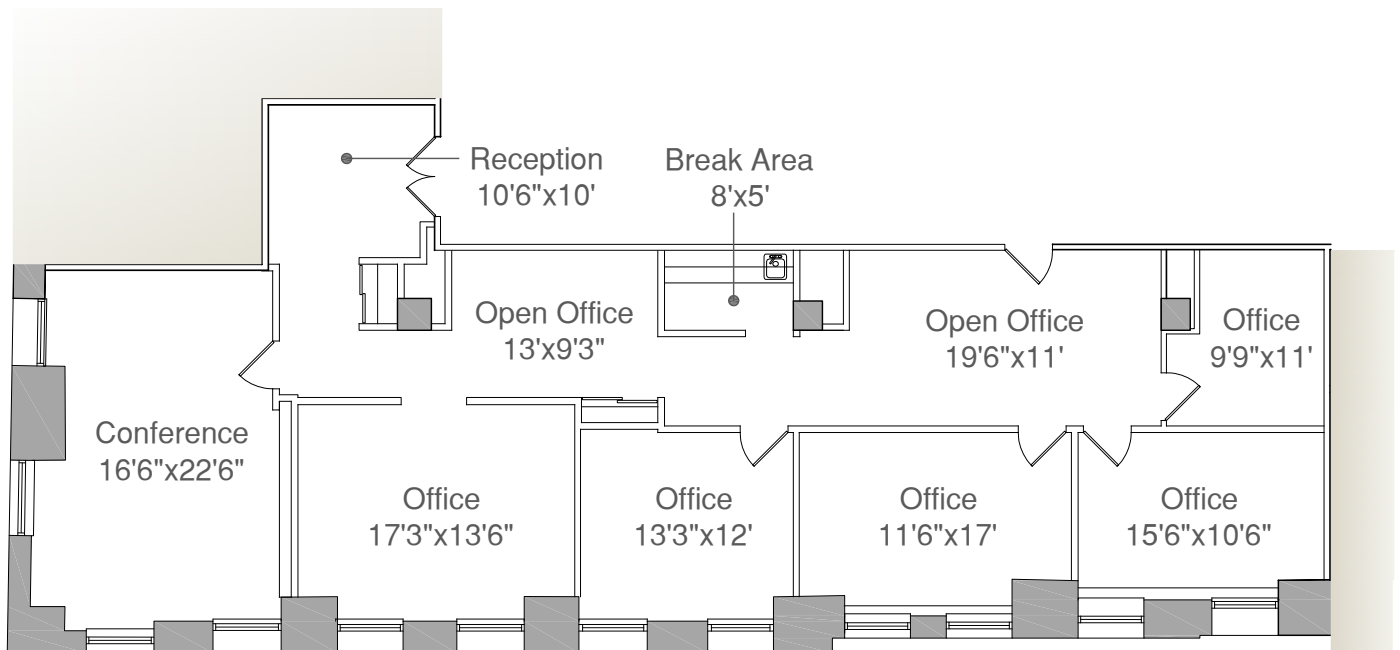 Reception
10'6"x10'
Break Area
8'x5'
Open Office
13'x9'3"
Open Office
19'6"x11'
Office
9'9"x11'
Conference
16'6"x22'6"
Office
17'3"x13'6"
Office
13'3"x12'
Office
11'6"x17'
Office
15'6"x10'6"